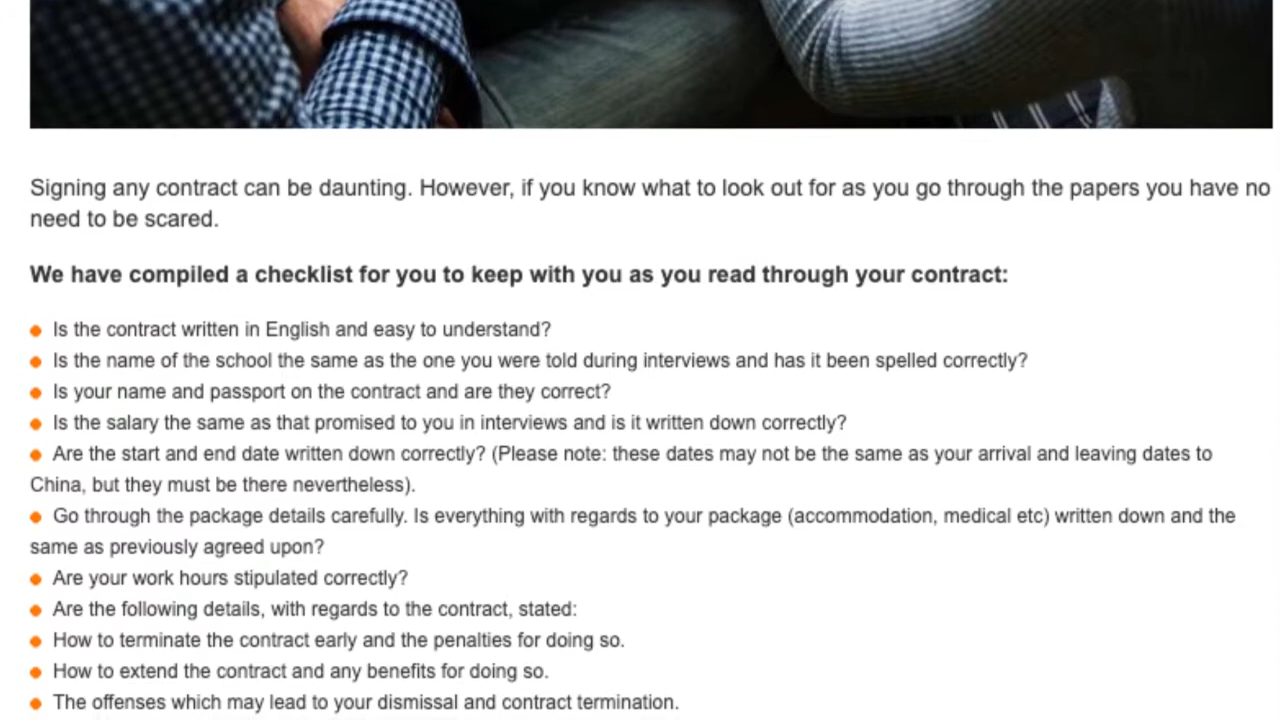 Signing any contract can be daunting. However, if you know what to look out for as you go through the papers you have no
need to be scared.
We have compiled a checklist for you to keep with you as you read through your contract:
Is the contract written in English and easy to understand?
Is the name of the school the same as the one you were told during interviews and has it been spelled correctly?
Is your name and passport on the contract and are they correct?
Is the salary the same as that promised to you in interviews and is it written down correctly?
Are the start and end date written down correctly? (Please note: these dates may not be the same as your arrival and leaving dates to
China, but they must be there nevertheless).
Go through the package details carefully. Is everything with regards to your package (accommodation, medical etc) written down and the
same as previously agreed upon?
Are your work hours stipulated correctly?
Are the following details, with regards to the contract, stated:
How to terminate the contract early and the penalties for doing so.
How to extend the contract and any benefits for doing so.
The offenses which may lead to your dismissal and contract termination.